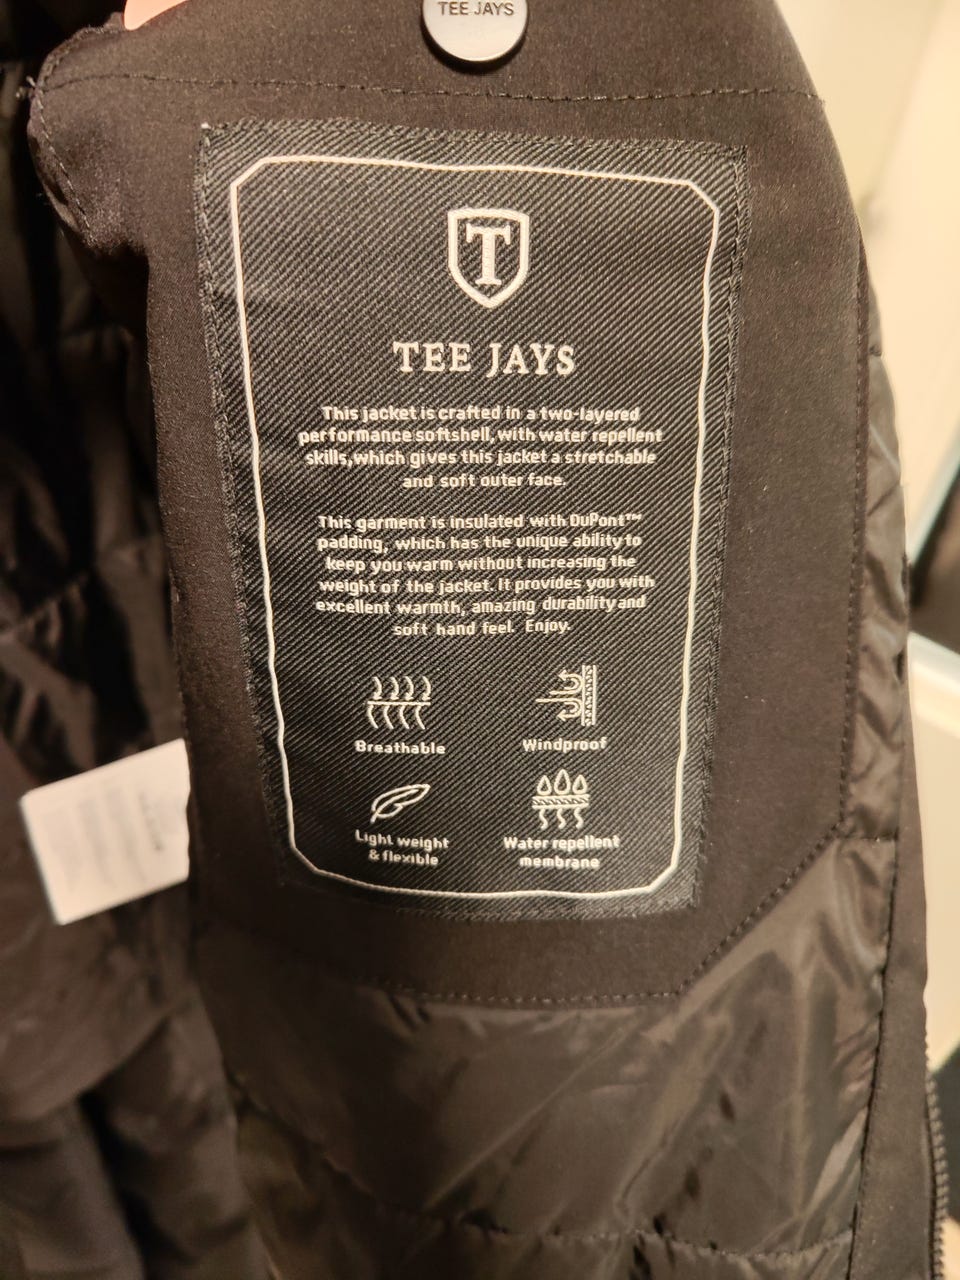 TEE JAYS
T
TEE JAYS
This jacket is crafted in a two-layered
performance softshell, with water repellent
skills, which gives this jacket a stretchable
and soft outer face.
This garment is insulated with DuPont™
padding, which has the unique ability to
keep you warm without increasing the
weight of the jacket. It provides you with
excellent warmth, amazing durability and
soft hand feel. Enjoy.
Breathable
Windproof
Light weight
& flexible
Water repellent
membrane